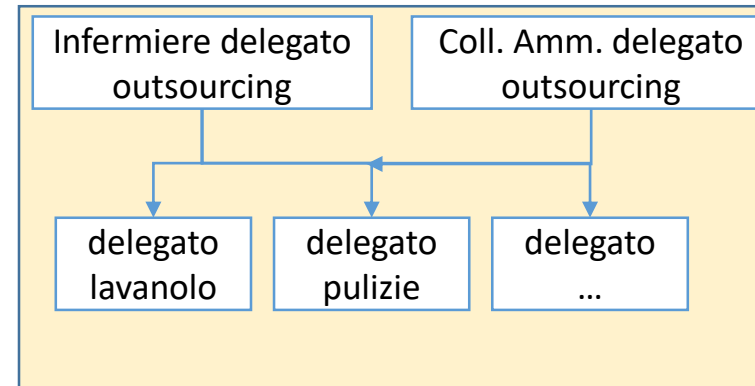 Infermiere delegato
outsourcing
Coll. Amm. delegato
outsourcing
delegato
lavanolo
delegato
pulizie
delegato
...